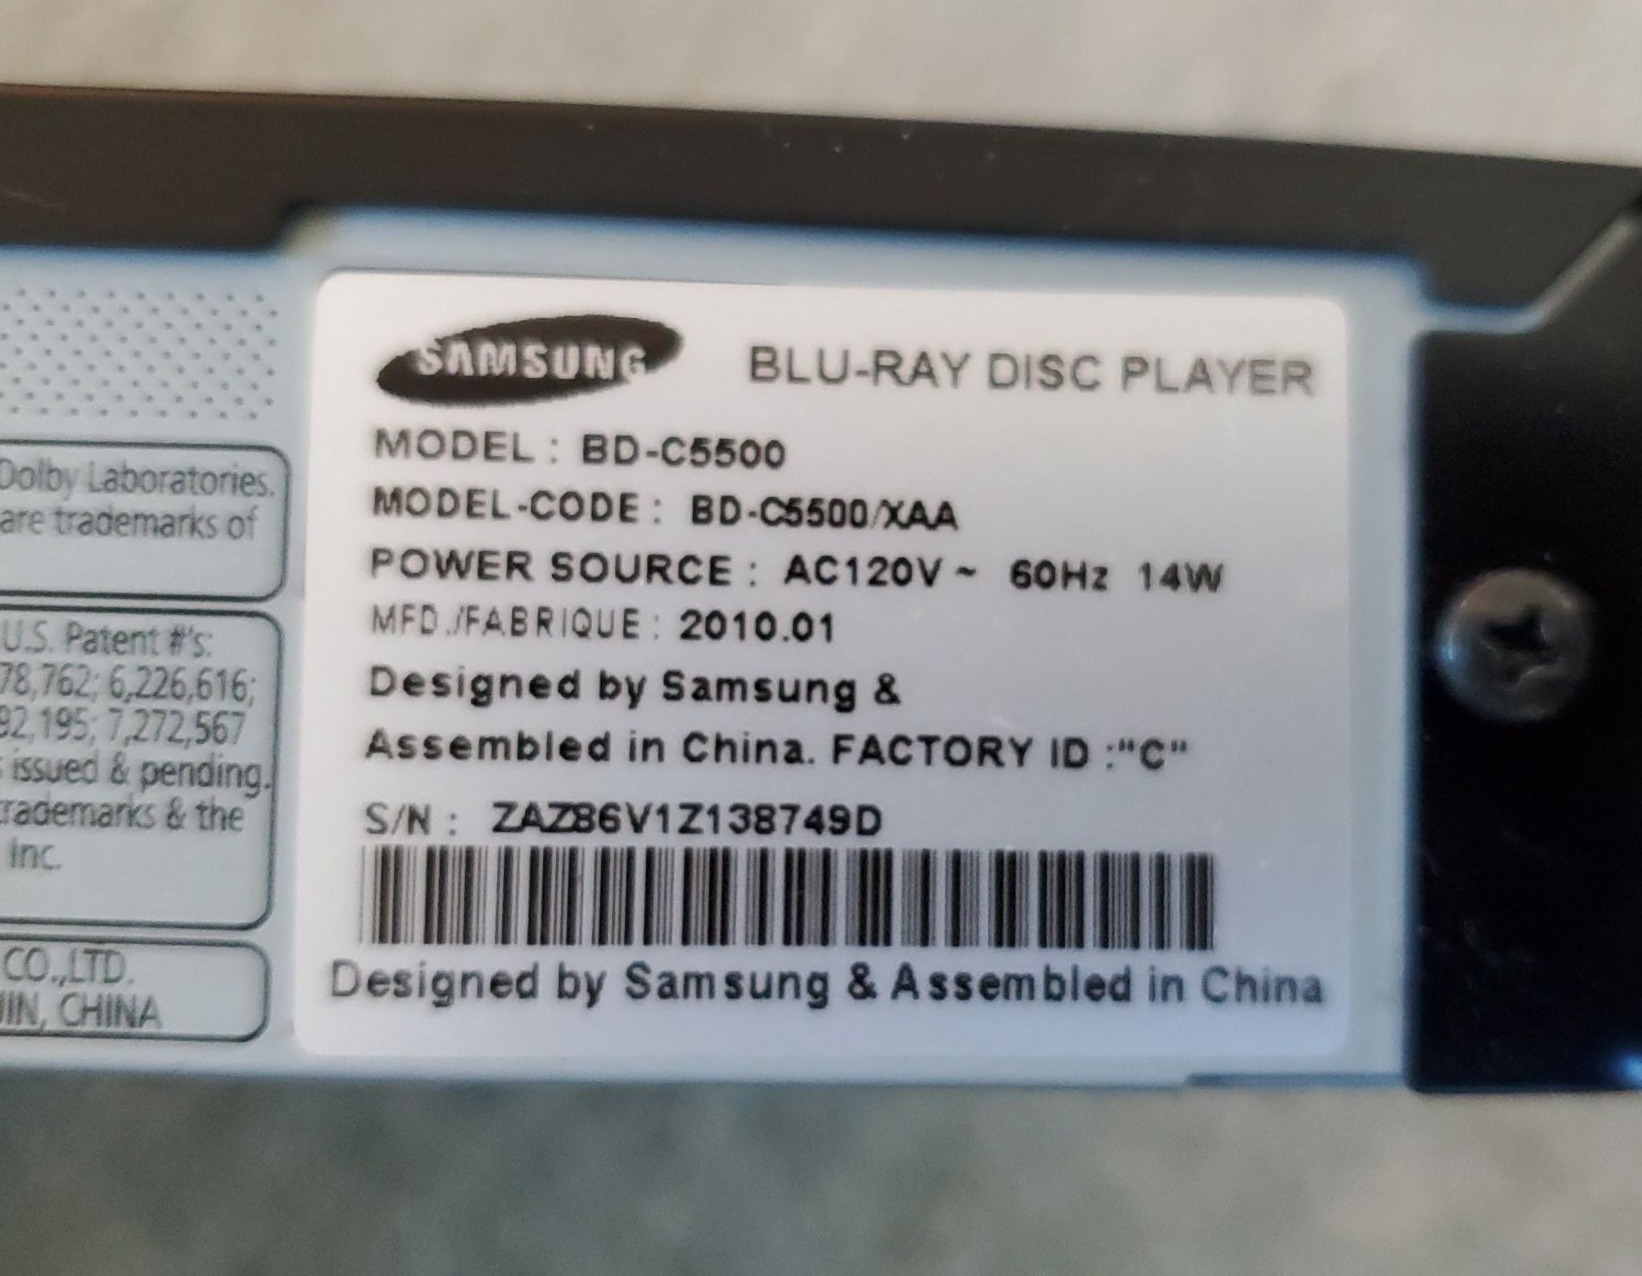 SAMSUNG BLU-RAY DISC PLAYER
MODEL : BD-C5500
MODEL-CODE : BD-C5500/XAA
POWER SOURCE : AC120V ~ 60Hz 14W
MFD./FABRIQUE : 2010.01
Designed by Samsung &
Assembled in China. FACTORY ID :"C"
S/N : ZAZ86V1Z138749D
Designed by Samsung & Assembled in China
Dolby Laboratories.
are trademarks of
U.S. Patent #'s:
78,762; 6,226,616;
92,195; 7,272,567
issued & pending.
trademarks & the
Inc.
CO.,LTD.
JIN, CHINA